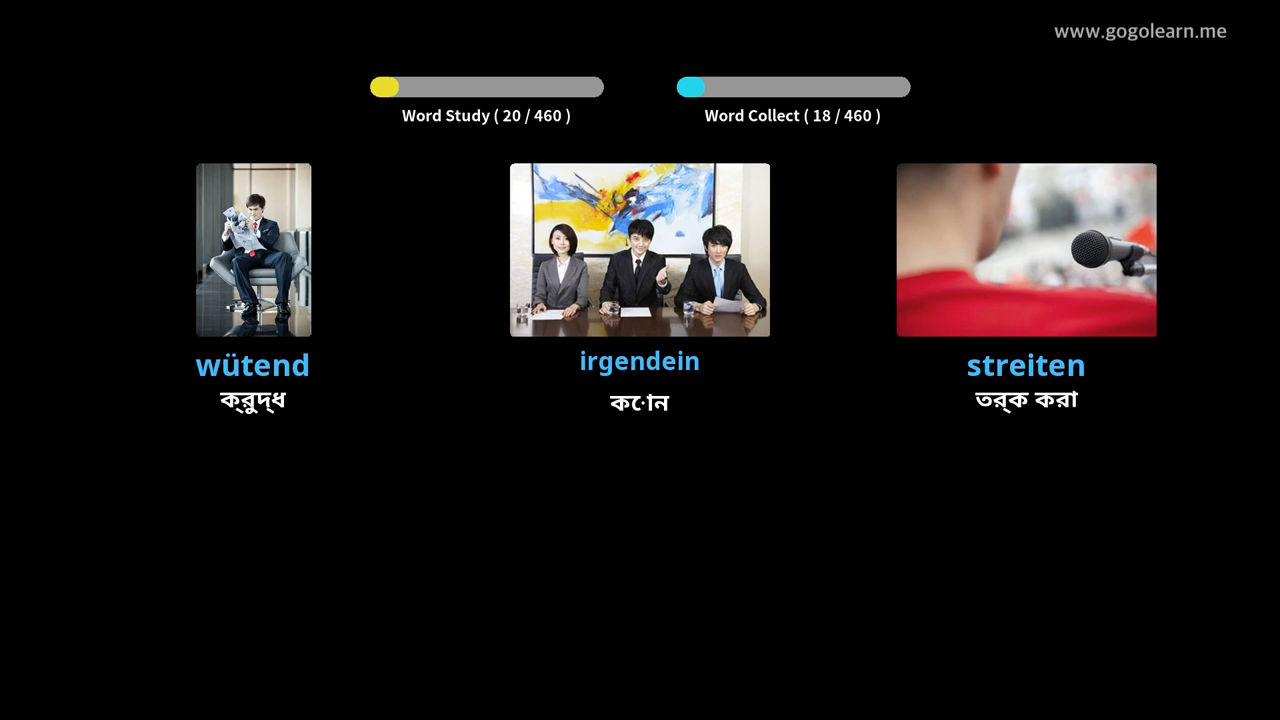 www.gogolearn.me
Word Study ( 20 / 460 )
Word Collect ( 18 / 460 )
wütend
irgendein
streiten
ক্রুদ্ধ
কোন
তর্ক করা